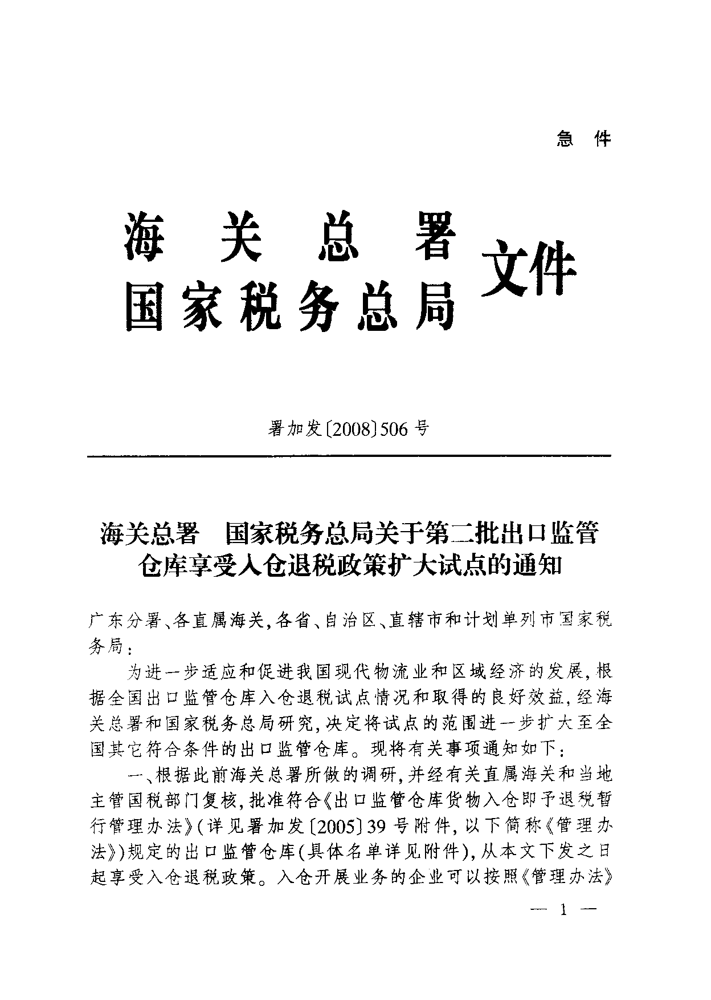 急 件
海关总署
国家税务总局
文件
署加发〔2008〕506 号
海关总署 国家税务总局关于第二批出口监管
仓库享受入仓退税政策扩大试点的通知
广东分署、各直属海关,各省、自治区、直辖市和计划单列市国家税
务局:
为进一步适应和促进我国现代物流业和区域经济的发展,根
据全国出口监管仓库入仓退税试点情况和取得的良好效益,经海
关总署和国家税务总局研究,决定将试点的范围进一步扩大至全
国其它符合条件的出口监管仓库。现将有关事项通知如下:
一、根据此前海关总署所做的调研,并经有关直属海关和当地
主管国税部门复核,批准符合《出口监管仓库货物入仓即予退税暂
行管理办法》(详见署加发〔2005〕39 号附件,以下简称《管理办
法》)规定的出口监管仓库(具体名单详见附件),从本文下发之日
起享受入仓退税政策。入仓开展业务的企业可以按照《管理办法》
— 1 —